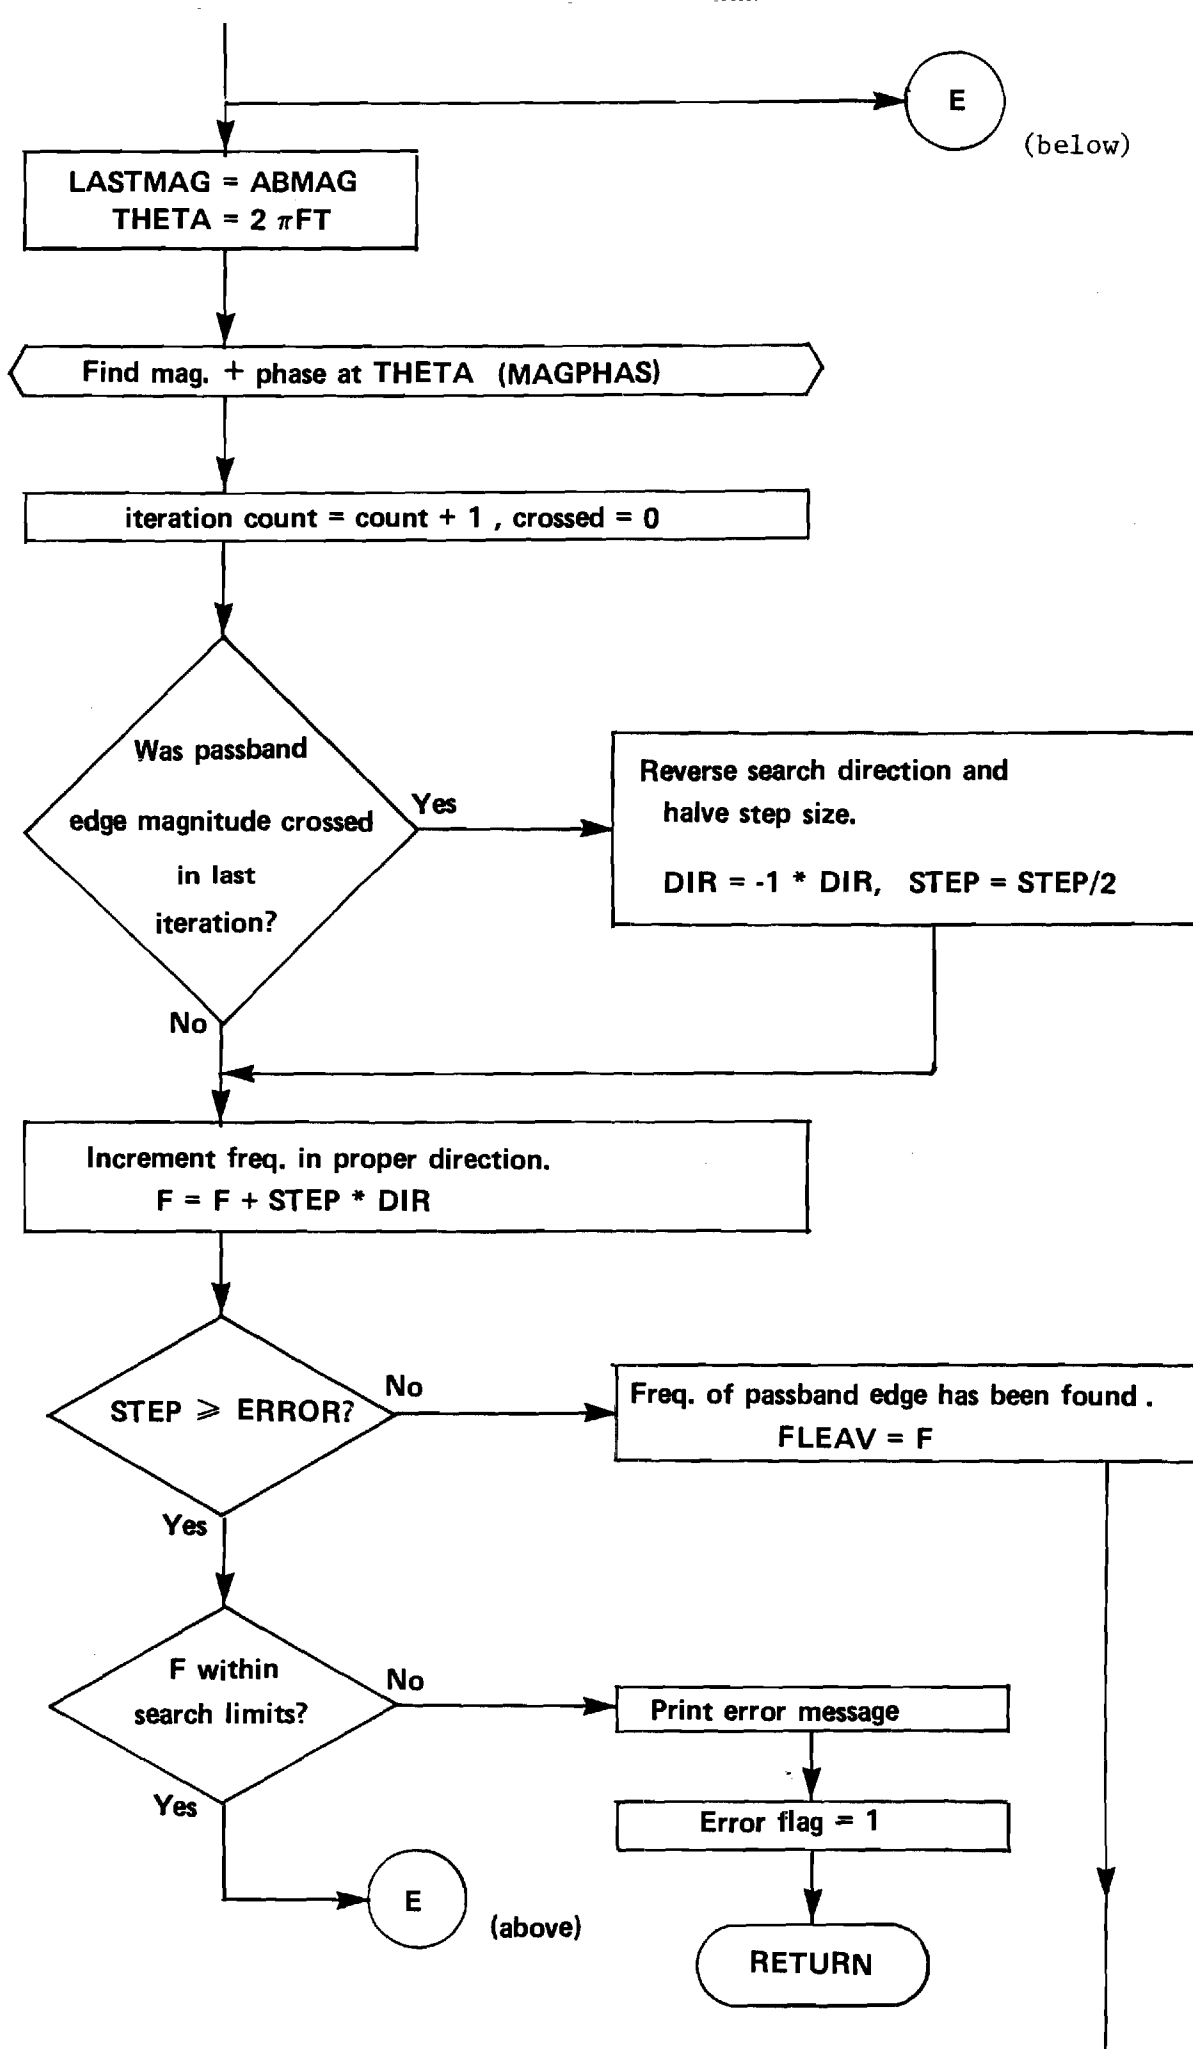 E
(below)
LASTMAG = ABMAG
THETA = 2 πFT
Find mag. + phase at THETA (MAGPHAS)
iteration count = count + 1 , crossed = 0
Was passband
edge magnitude crossed
in last
iteration?
Yes
Reverse search direction and
halve step size.
DIR = -1 * DIR, STEP = STEP/2
No
Increment freq. in proper direction.
F = F + STEP * DIR
STEP ⩾ ERROR?
No
Freq. of passband edge has been found .
FLEAV = F
Yes
F within
search limits?
No
Print error message
Yes
Error flag = 1
E
(above)
RETURN